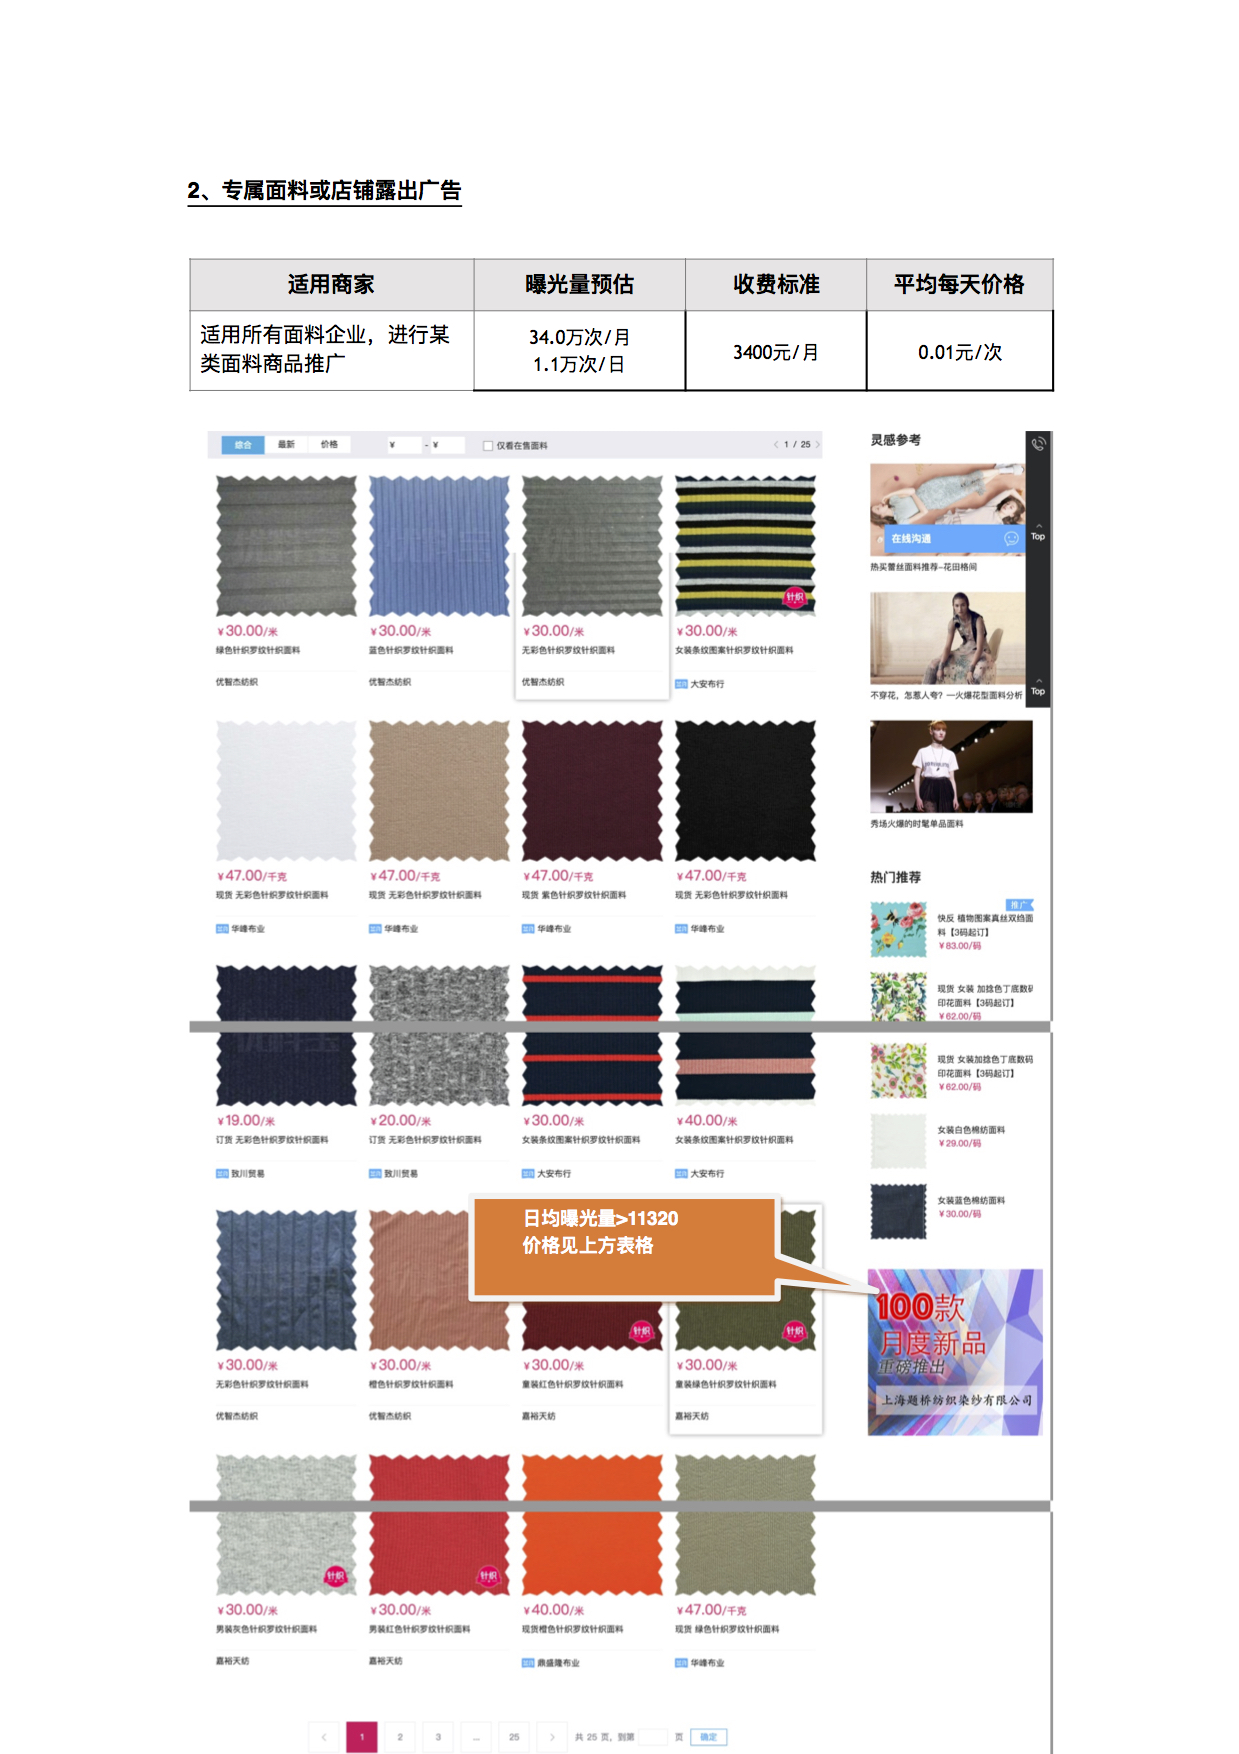 2、专属面料或店铺露出广告
适用商家 曝光量预估 收费标准 平均每天价格
适用所有面料企业，进行某类面料商品推广
34.0万次/月
1.1万次/日
3400元/月
0.01元/次
综合 最新 价格 ¥ - ¥ 仅看在售面料 < 1 / 25 >
¥30.00/米 ¥30.00/米 ¥30.00/米 ¥30.00/米
绿色针织罗纹针织面料 蓝色针织罗纹针织面料 无彩色针织罗纹针织面料 女装条纹图案针织罗纹针织面料
优智杰纺织 优智杰纺织 优智杰纺织 大安布行
针织
¥47.00/千克 ¥47.00/千克 ¥47.00/千克 ¥47.00/千克
现货 无彩色针织罗纹针织面料 现货 无彩色针织罗纹针织面料 现货 紫色针织罗纹针织面料 现货 无彩色针织罗纹针织面料
华峰布业 华峰布业 华峰布业 华峰布业
¥19.00/米 ¥20.00/米 ¥30.00/米 ¥40.00/米
订货 无彩色针织罗纹针织面料 订货 无彩色针织罗纹针织面料 女装条纹图案针织罗纹针织面料 女装条纹图案针织罗纹针织面料
致川贸易 致川贸易 大安布行 大安布行
日均曝光量>11320
价格见上方表格
针织 针织
¥30.00/米 ¥30.00/米 ¥30.00/米 ¥30.00/米
无彩色针织罗纹针织面料 橙色针织罗纹针织面料 童装红色针织罗纹针织面料 童装绿色针织罗纹针织面料
优智杰纺织 优智杰纺织 嘉裕天纺 嘉裕天纺
针织 针织
¥30.00/米 ¥30.00/米 ¥40.00/米 ¥47.00/千克
男装灰色针织罗纹针织面料 男装红色针织罗纹针织面料 现货橙色针织罗纹针织面料 现货 绿色针织罗纹针织面料
嘉裕天纺 嘉裕天纺 鼎盛隆布业 华峰布业
< 1 2 3 ... 25 > 共 25 页，到第 页 确定
灵感参考
在线沟通
Top
热买蕾丝面料推荐-花田格间
不穿花，怎惹人夸？一火爆花型面料分析
Top
秀场火爆的时髦单品面料
热门推荐
推广
快反 植物图案真丝双绉面
料【3码起订】
¥83.00/码
现货 女装 加捻色丁底数码
印花面料【3码起订】
¥62.00/码
现货 女装加捻色丁底数码
印花面料【3码起订】
¥62.00/码
女装白色棉纺面料
¥29.00/码
女装蓝色棉纺面料
¥30.00/码
100款
月度新品
重磅推出
上海题桥纺织染纱有限公司